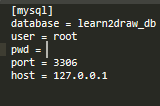 [mysql]
database = learn2draw_db
user = root
pwd =
port = 3306
host = 127.0.0.1